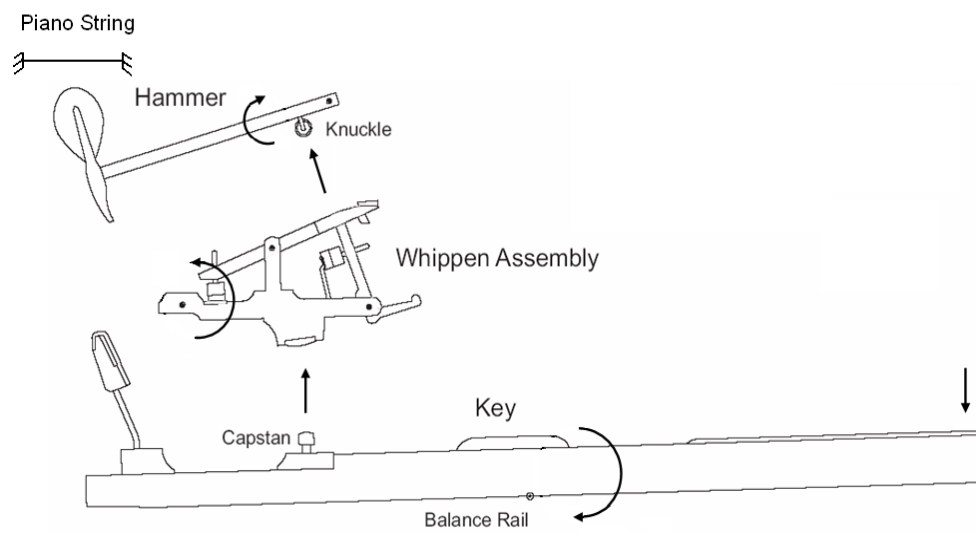 Piano String
Hammer
Knuckle
Whippen Assembly
Key
Capstan
Balance Rail